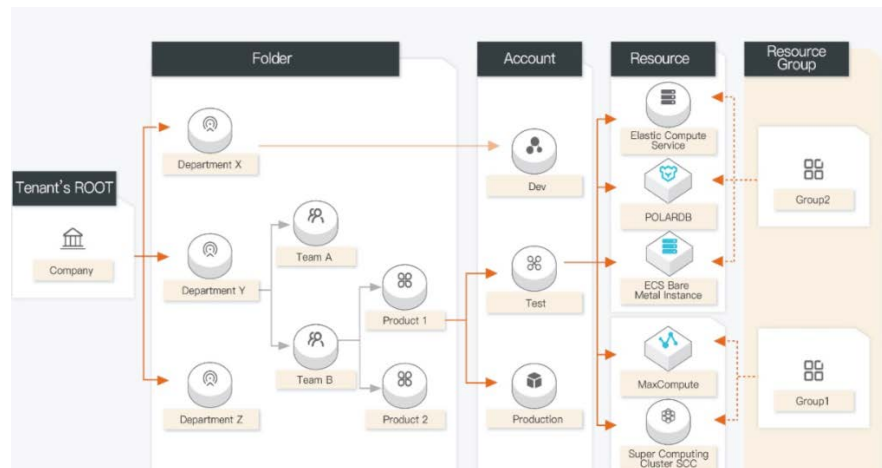 Folder
Account
Resource
Resource
Group
Tenant's ROOT
Company
Department X
Department Y
Department Z
Team A
Team B
Product 1
Product 2
Dev
Test
Production
Elastic Compute
Service
POLARDB
ECS Bare
Metal Instance
MaxCompute
Super Computing
Cluster SCC
Group2
Group1